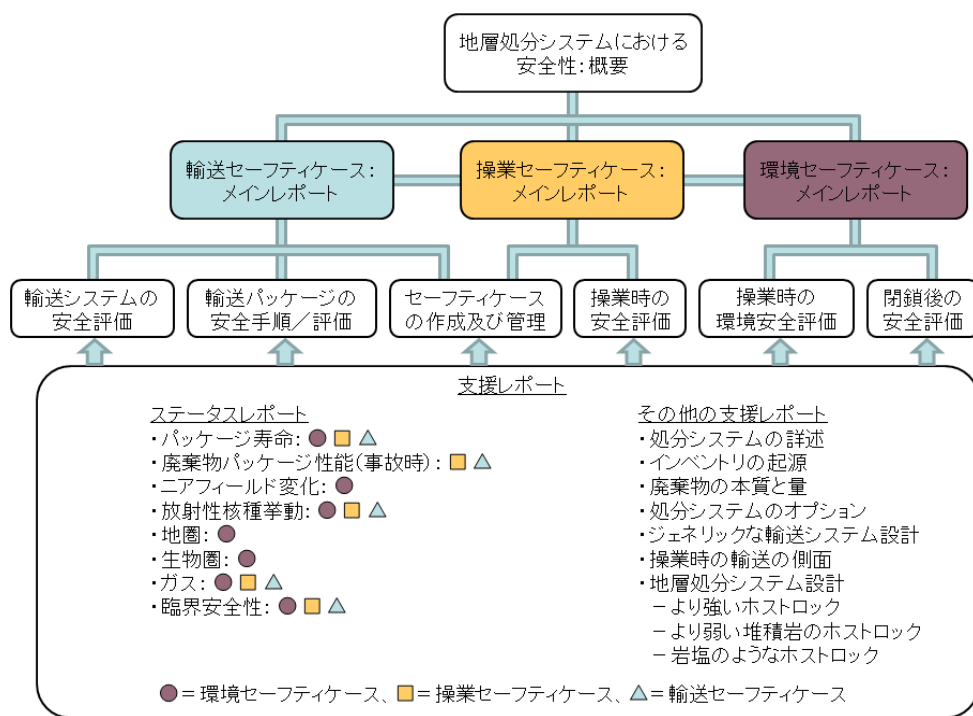 地層処分システムにおける
安全性:概要
輸送セーフティケース:
メインレポート
操業セーフティケース:
メインレポート
環境セーフティケース:
メインレポート
輸送システムの
安全評価
輸送パッケージの
安全手順/評価
セーフティケース
の作成及び管理
操業時の
安全評価
操業時の
環境安全評価
閉鎖後の
安全評価
支援レポート
ステータスレポート
・パッケージ寿命:
・廃棄物パッケージ性能(事故時):
・ニアフィールド変化:
・放射性核種挙動:
・地圏:
・生物圏:
・ガス:
・臨界安全性:
その他の支援レポート
・処分システムの詳述
・インベントリの起源
・廃棄物の本質と量
・処分システムのオプション
・ジェネリックな輸送システム設計
・操業時の輸送の側面
・地層処分システム設計
-より強いホストロック
-より弱い堆積岩のホストロック
-岩塩のようなホストロック
●=環境セーフティケース、■=操業セーフティケース、▲=輸送セーフティケース